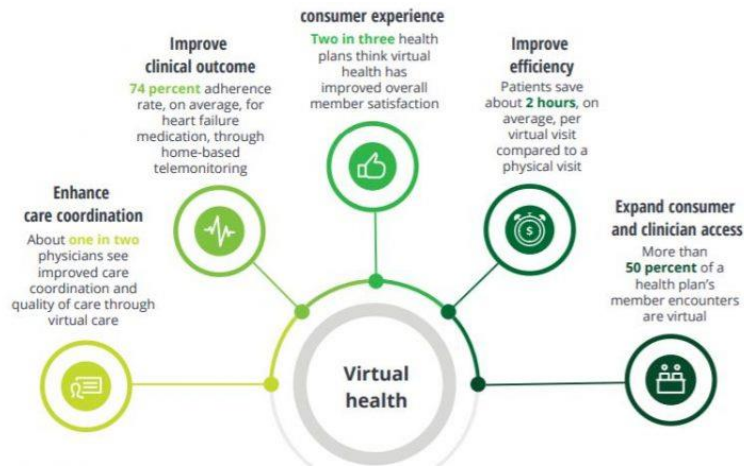 Enhance
care coordination
About one in two
physicians see
improved care
coordination and
quality of care through
virtual care
Improve
clinical outcome
74 percent adherence
rate, on average, for
heart failure
medication, through
home-based
telemonitoring
consumer experience
Two in three health
plans think virtual
health has
improved overall
member satisfaction
Improve
efficiency
Patients save
about 2 hours, on
average, per
virtual visit
compared to a
physical visit
Expand consumer
and clinician access
More than
50 percent of a
health plan's
member encounters
are virtual
$
Virtual
health